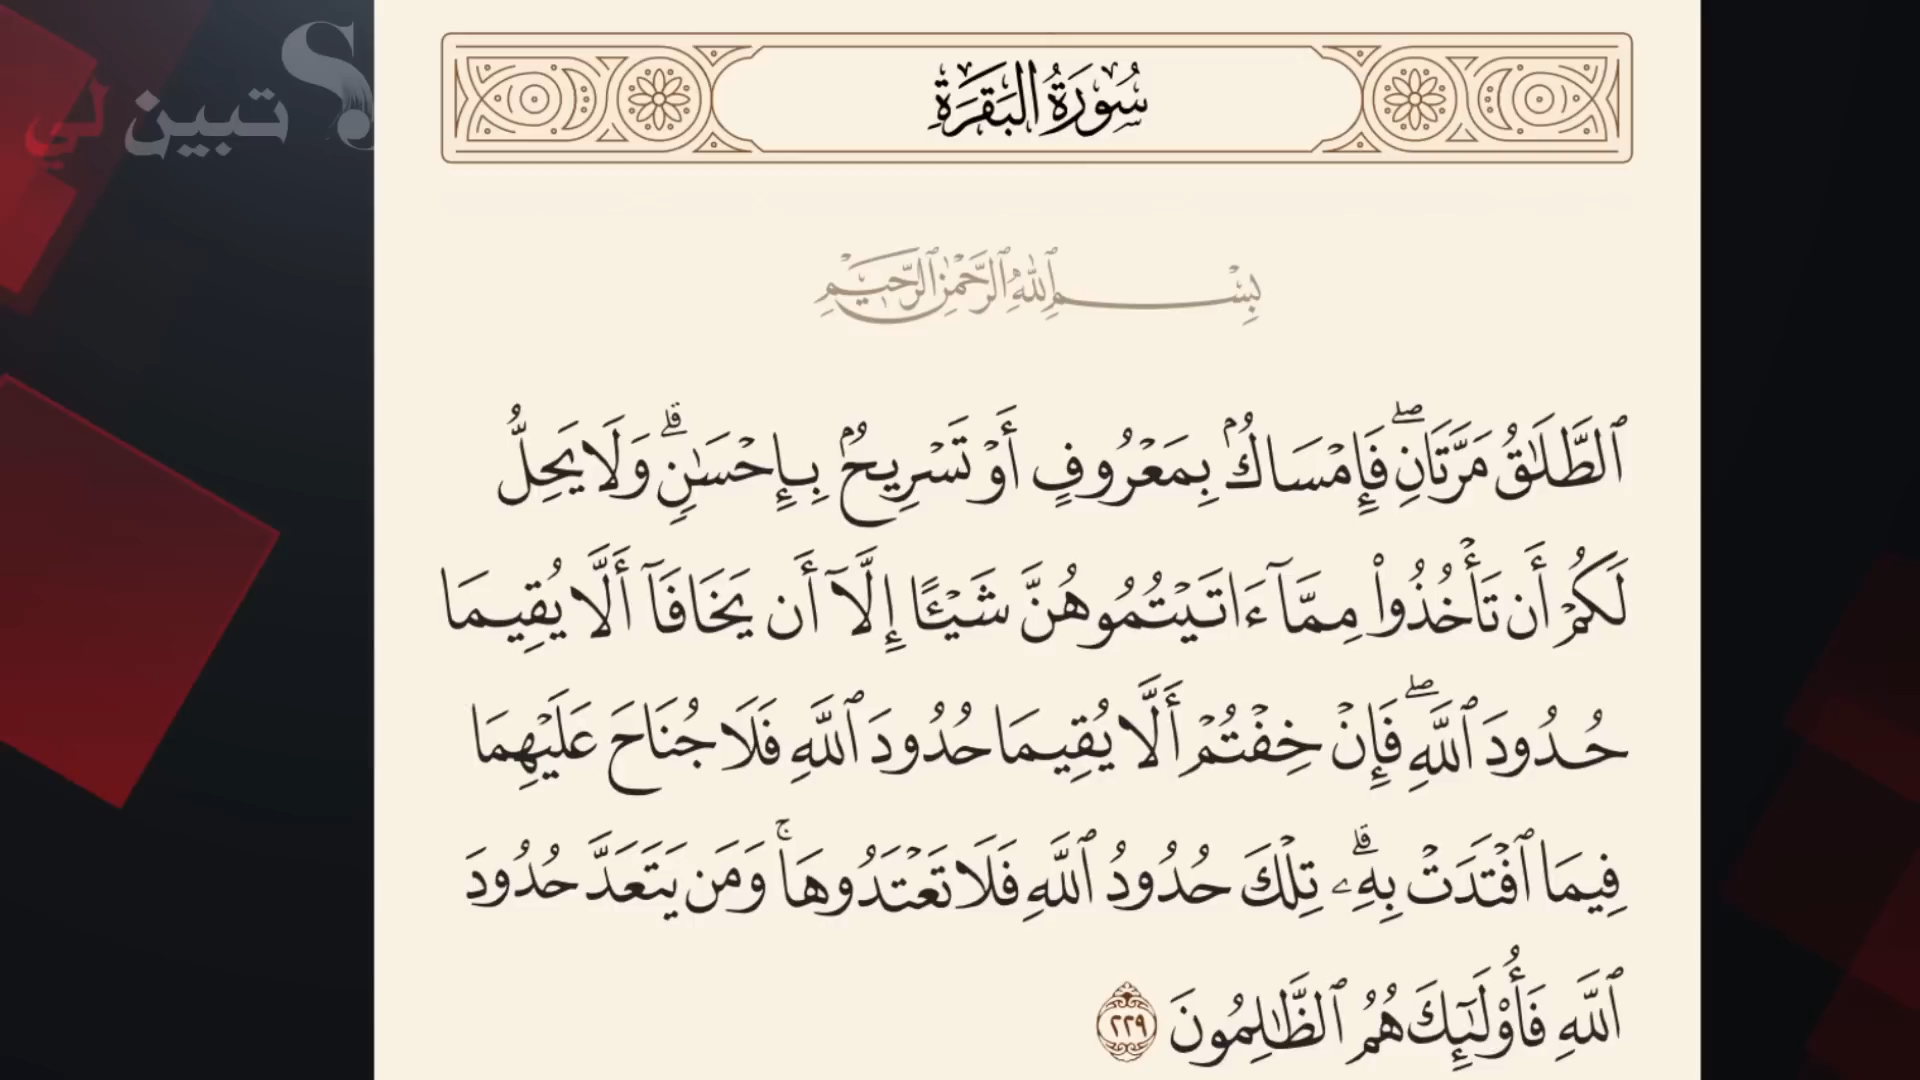 تبين لي
سُورَةُ البَقَرَةِ
بِسْمِ ٱللَّهِ ٱلرَّحْمَٰنِ ٱلرَّحِيمِ
ٱلطَّلَٰقُ مَرَّتَانِۖ فَإِمۡسَاكُۢ بِمَعۡرُوفٍ أَوۡ تَسۡرِيحُۢ بِإِحۡسَٰنٖۗ وَلَا يَحِلُّ
لَكُمۡ أَن تَأۡخُذُواْ مِمَّآ ءَاتَيۡتُمُوهُنَّ شَيۡـًٔا إِلَّآ أَن يَخَافَآ أَلَّا يُقِيمَا
حُدُودَ ٱللَّهِۖ فَإِنۡ خِفۡتُمۡ أَلَّا يُقِيمَا حُدُودَ ٱللَّهِ فَلَا جُنَاحَ عَلَيۡهِمَا
فِيمَا ٱفۡتَدَتۡ بِهِۦۗ تِلۡكَ حُدُودُ ٱللَّهِ فَلَا تَعۡتَدُوهَاۚ وَمَن يَتَعَدَّ حُدُودَ
ٱللَّهِ فَأُوْلَٰٓئِكَ هُمُ ٱلظَّٰلِمُونَ ٢٢٩